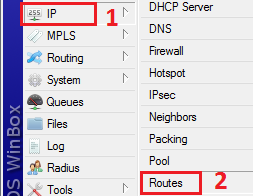 IP
1
MPLS
Routing
System
Queues
Files
Log
Radius
Tools
DHCP Server
DNS
Firewall
Hotspot
IPsec
Neighbors
Packing
Pool
Routes
2
OS WinBox
255